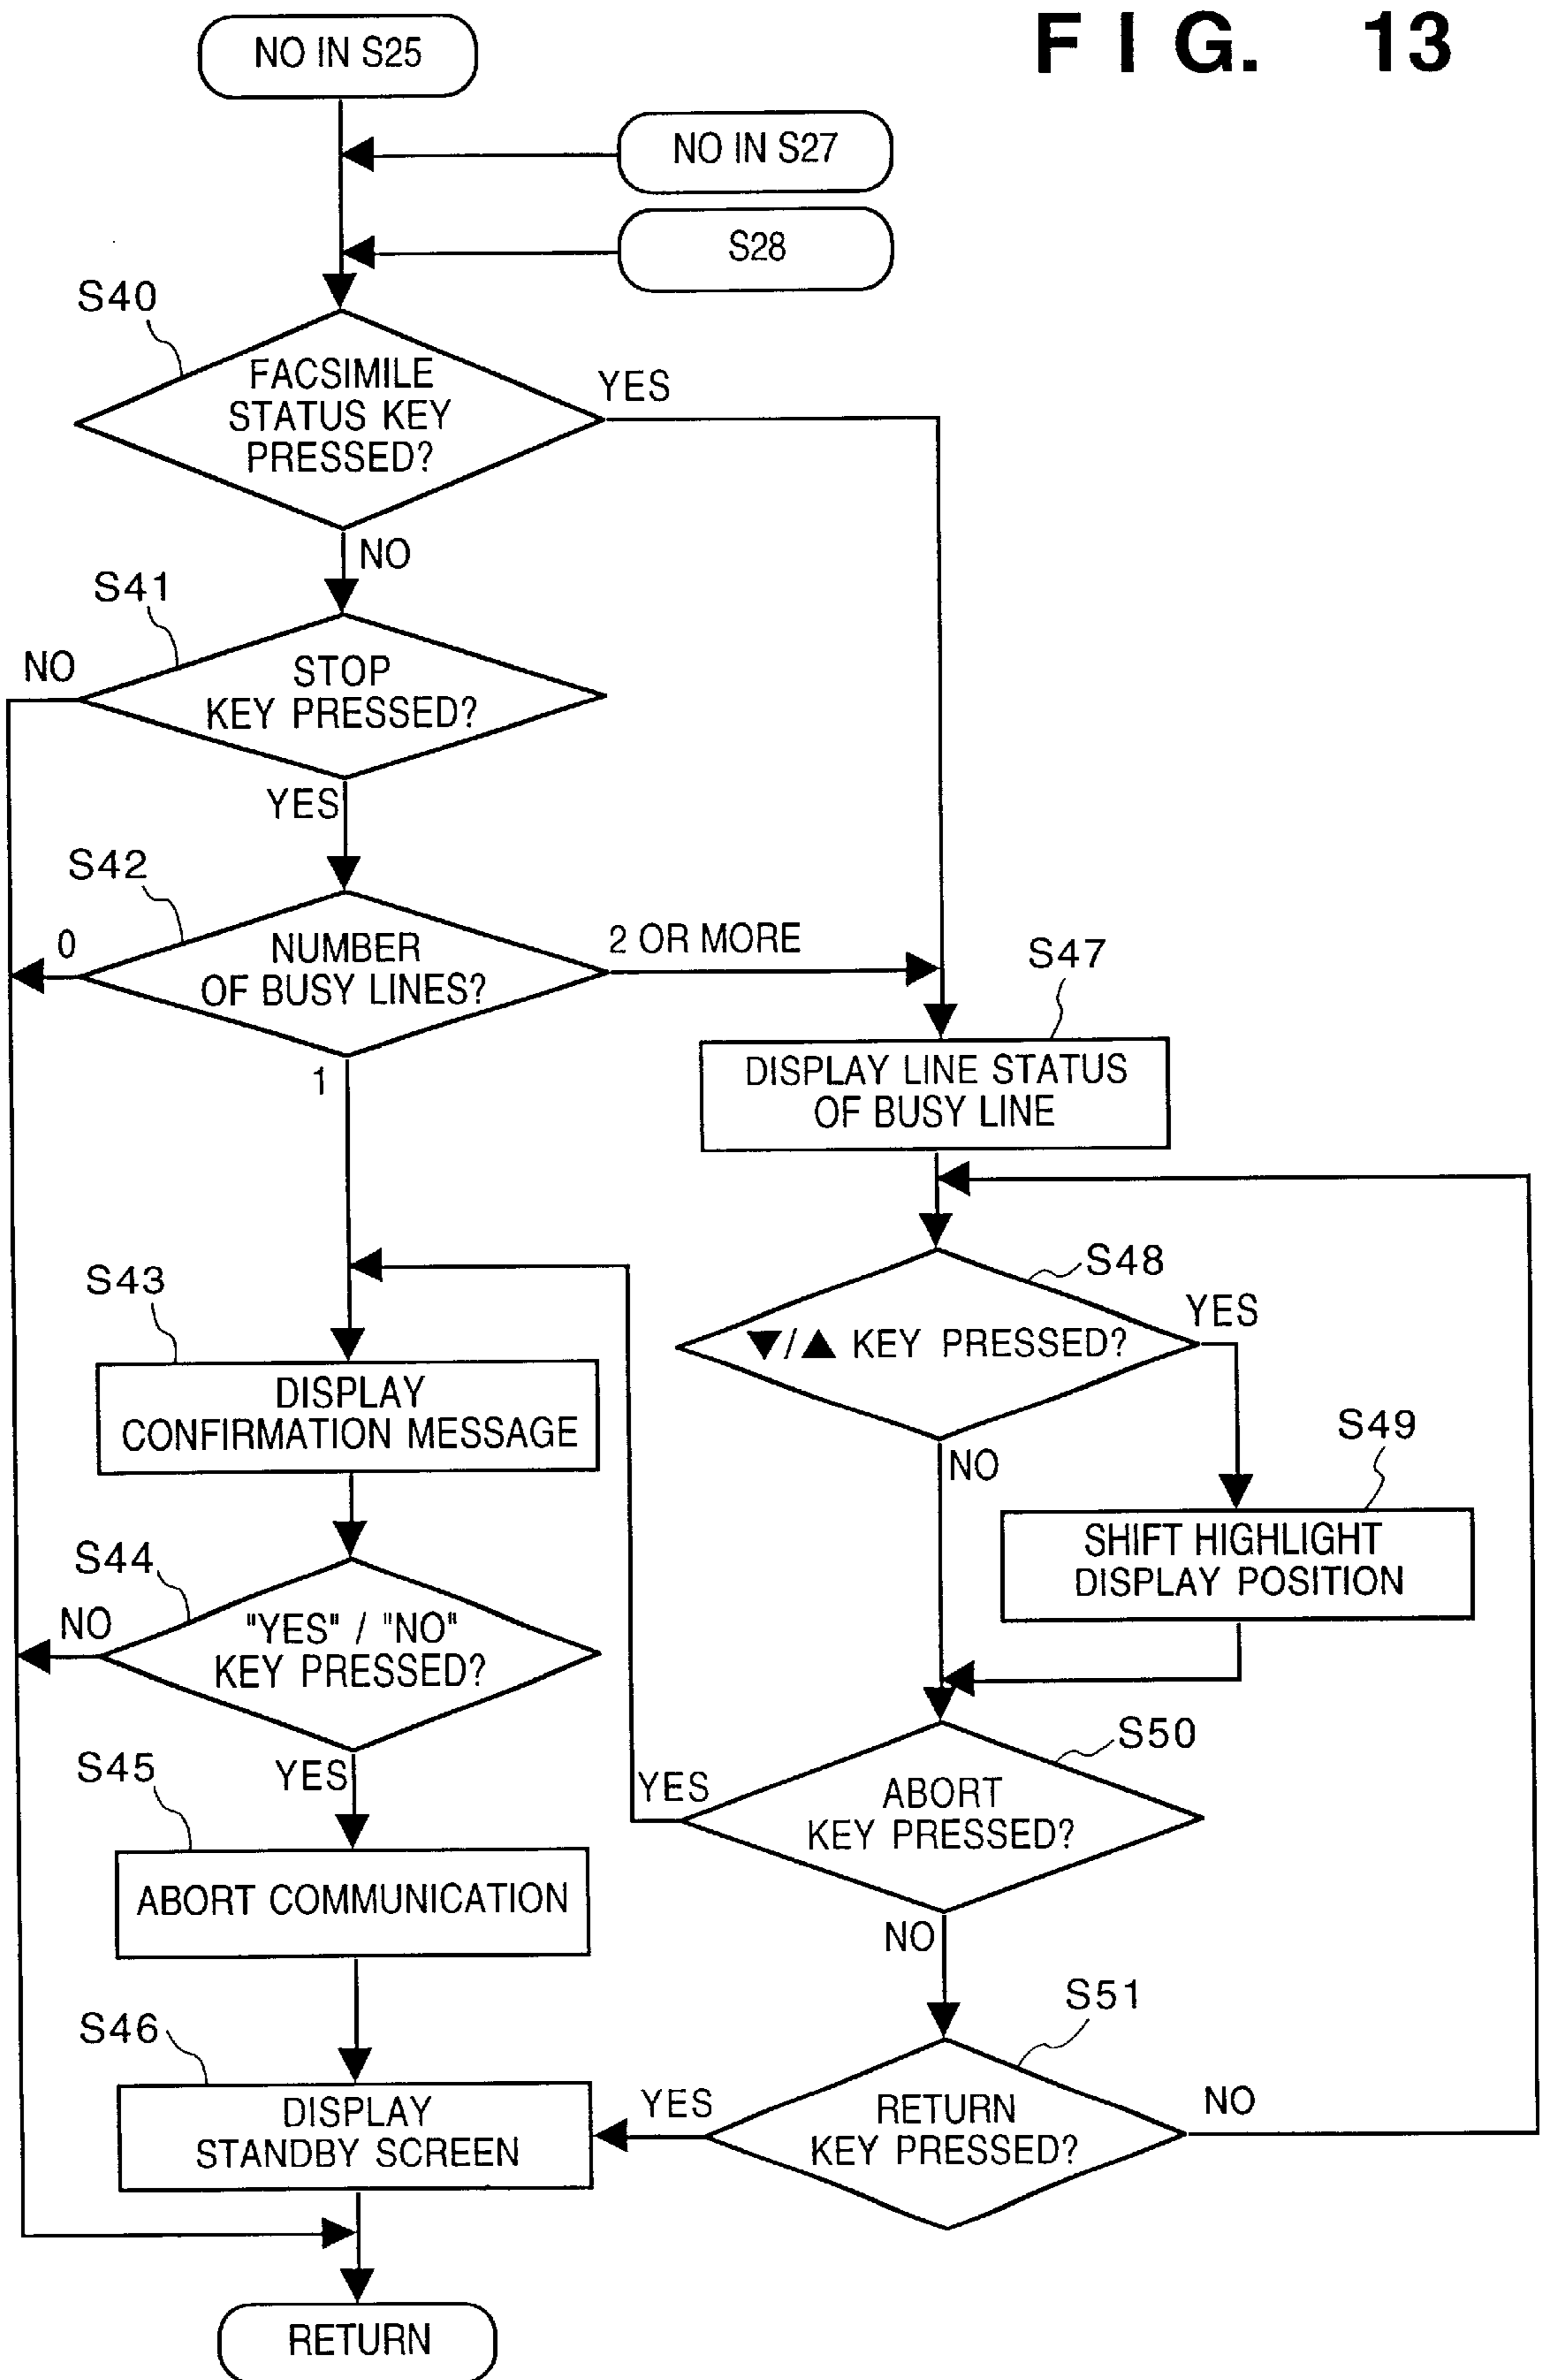 FIG. 13
NO IN S25
NO IN S27
S28
S40
FACSIMILE
STATUS KEY
PRESSED?
YES
NO
S41
NO
STOP
KEY PRESSED?
YES
S42
0
NUMBER
OF BUSY LINES?
2 OR MORE
1
S47
DISPLAY LINE STATUS
OF BUSY LINE
S43
DISPLAY
CONFIRMATION MESSAGE
S48
▼/▲ KEY PRESSED?
YES
NO
S49
SHIFT HIGHLIGHT
DISPLAY POSITION
S44
NO
"YES" / "NO"
KEY PRESSED?
YES
S50
YES
ABORT
KEY PRESSED?
NO
S45
ABORT COMMUNICATION
S46
DISPLAY
STANDBY SCREEN
S51
YES
RETURN
KEY PRESSED?
NO
RETURN